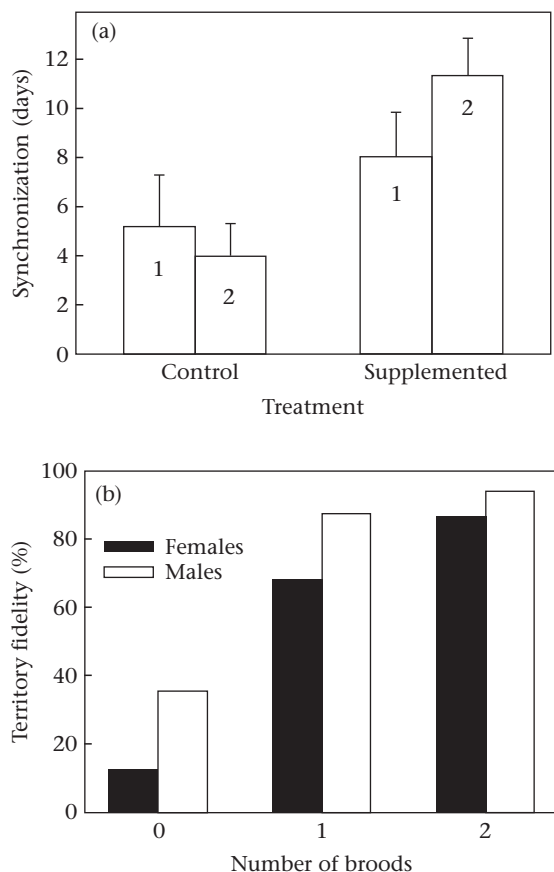 (a)
Synchronization (days)
12
10
8
6
4
2
0
1
2
1
2
Control Supplemented
Treatment
(b)
Territory fidelity (%)
100
80
60
40
20
0
Females
Males
0 1 2
Number of broods